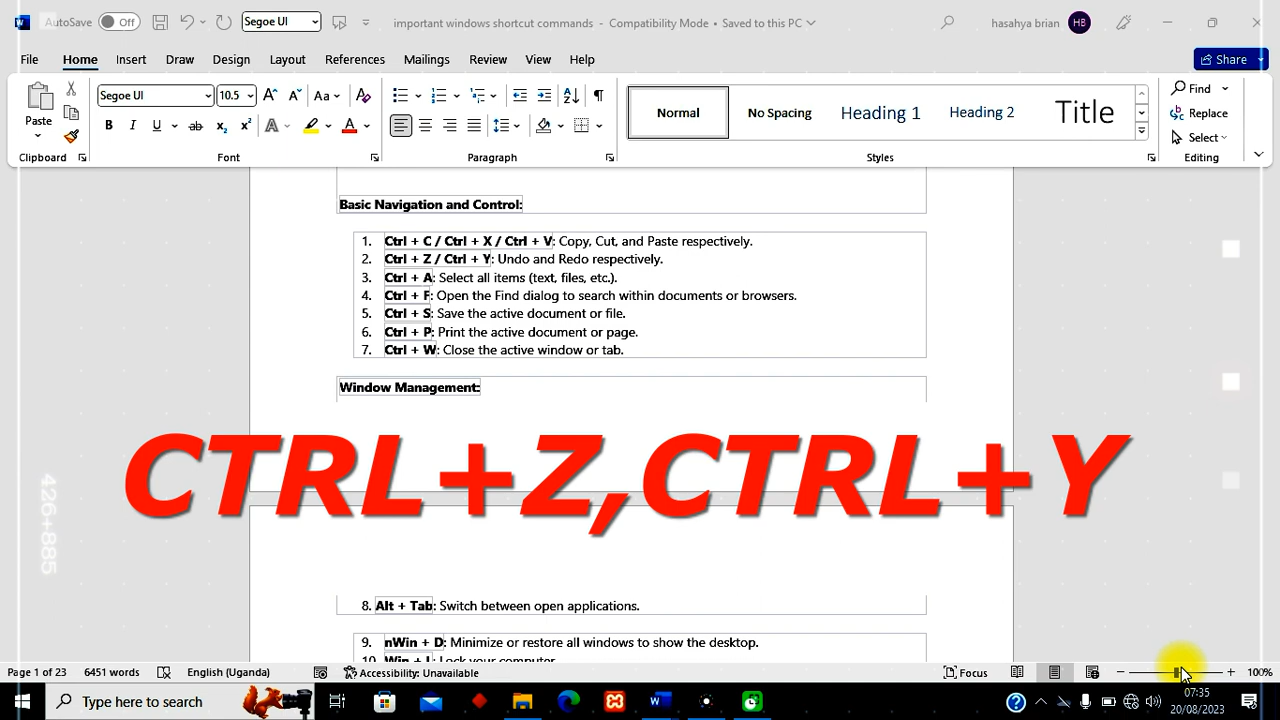 AutoSave Off Segoe UI important windows shortcut commands - Compatibility Mode - Saved to this PC hasahya brian HB
File Home Insert Draw Design Layout References Mailings Review View Help Share
Paste
Segoe UI 10.5 Aa
Normal No Spacing Heading 1 Heading 2 Title
Find
Replace
Select
Clipboard Font Paragraph Styles Editing
Basic Navigation and Control:
1. Ctrl + C / Ctrl + X / Ctrl + V: Copy, Cut, and Paste respectively.
2. Ctrl + Z / Ctrl + Y: Undo and Redo respectively.
3. Ctrl + A: Select all items (text, files, etc.).
4. Ctrl + F: Open the Find dialog to search within documents or browsers.
5. Ctrl + S: Save the active document or file.
6. Ctrl + P: Print the active document or page.
7. Ctrl + W: Close the active window or tab.
Window Management:
CTRL+Z,CTRL+Y
426+885
8. Alt + Tab: Switch between open applications.
9. nWin + D: Minimize or restore all windows to show the desktop.
10. Win + L: Lock your computer.
Page 1 of 23 6451 words English (Uganda) Accessibility: Unavailable Focus 100%
Type here to search
07:35
20/08/2023